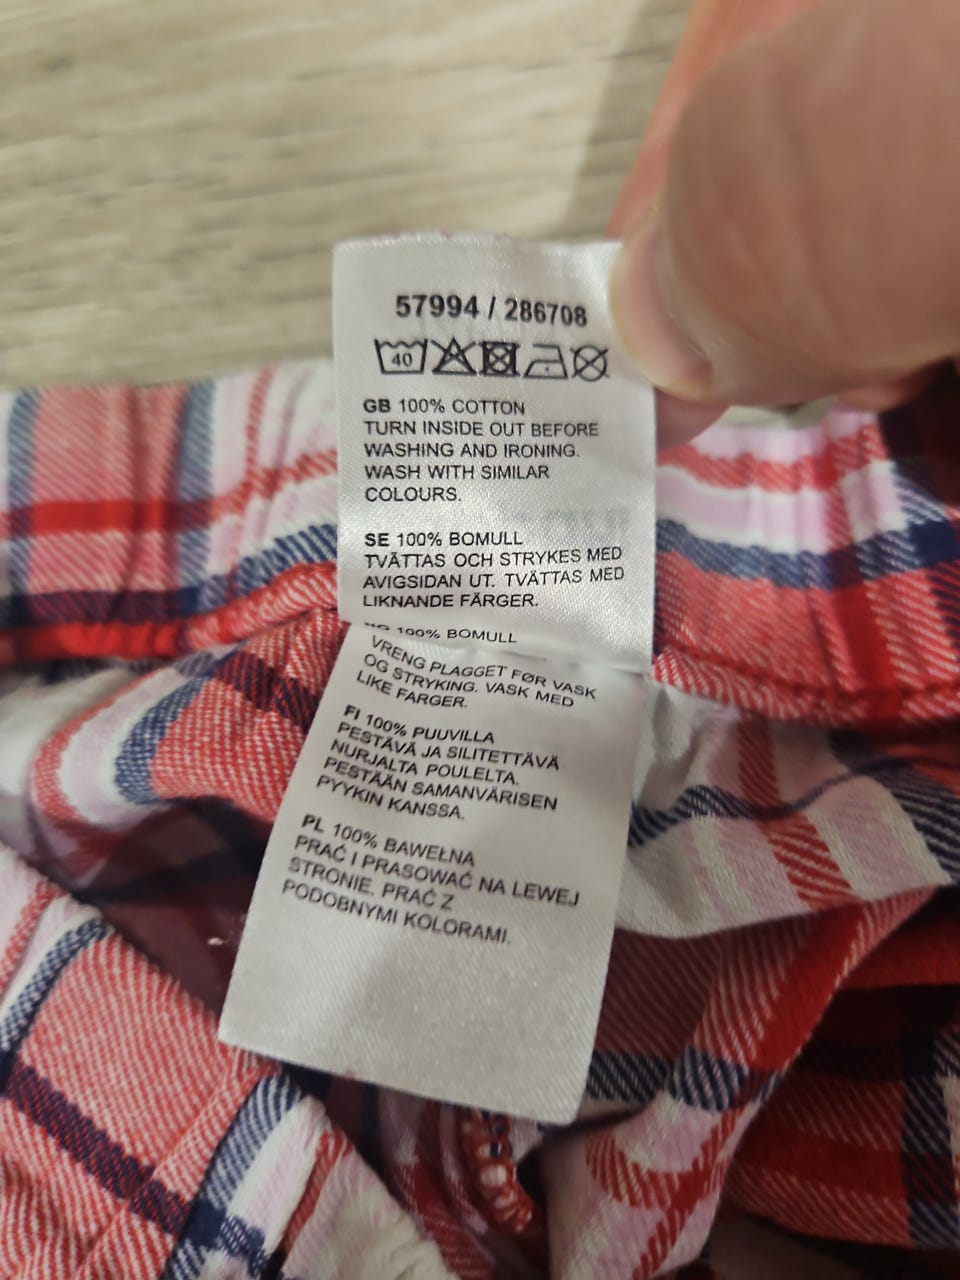 57994 / 286708
40
GB 100% COTTON
TURN INSIDE OUT BEFORE
WASHING AND IRONING.
WASH WITH SIMILAR
COLOURS.
SE 100% BOMULL
TVÄTTAS OCH STRYKES MED
AVIGSIDAN UT. TVÄTTAS MED
LIKNANDE FÄRGER.
100% BOMULL
VRENG PLAGGET FØR VASK
OG STRYKING. VASK MED
LIKE FARGER.
FI 100% PUUVILLA
PESTÄVÄ JA SILITETTÄVÄ
NURJALTA POULELTA.
PESTÄÄN SAMANVÄRISEN
PYYKIN KANSSA.
PL 100% BAWEŁNA
PRAĆ I PRASOWAĆ NA LEWEJ
STRONIE. PRAĆ Z
PODOBNYMI KOLORAMI.